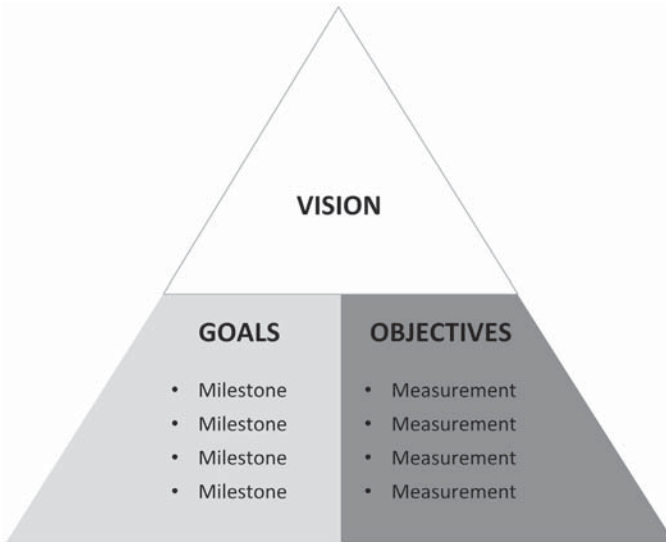 VISION
GOALS
• Milestone
• Milestone
• Milestone
• Milestone
OBJECTIVES
• Measurement
• Measurement
• Measurement
• Measurement